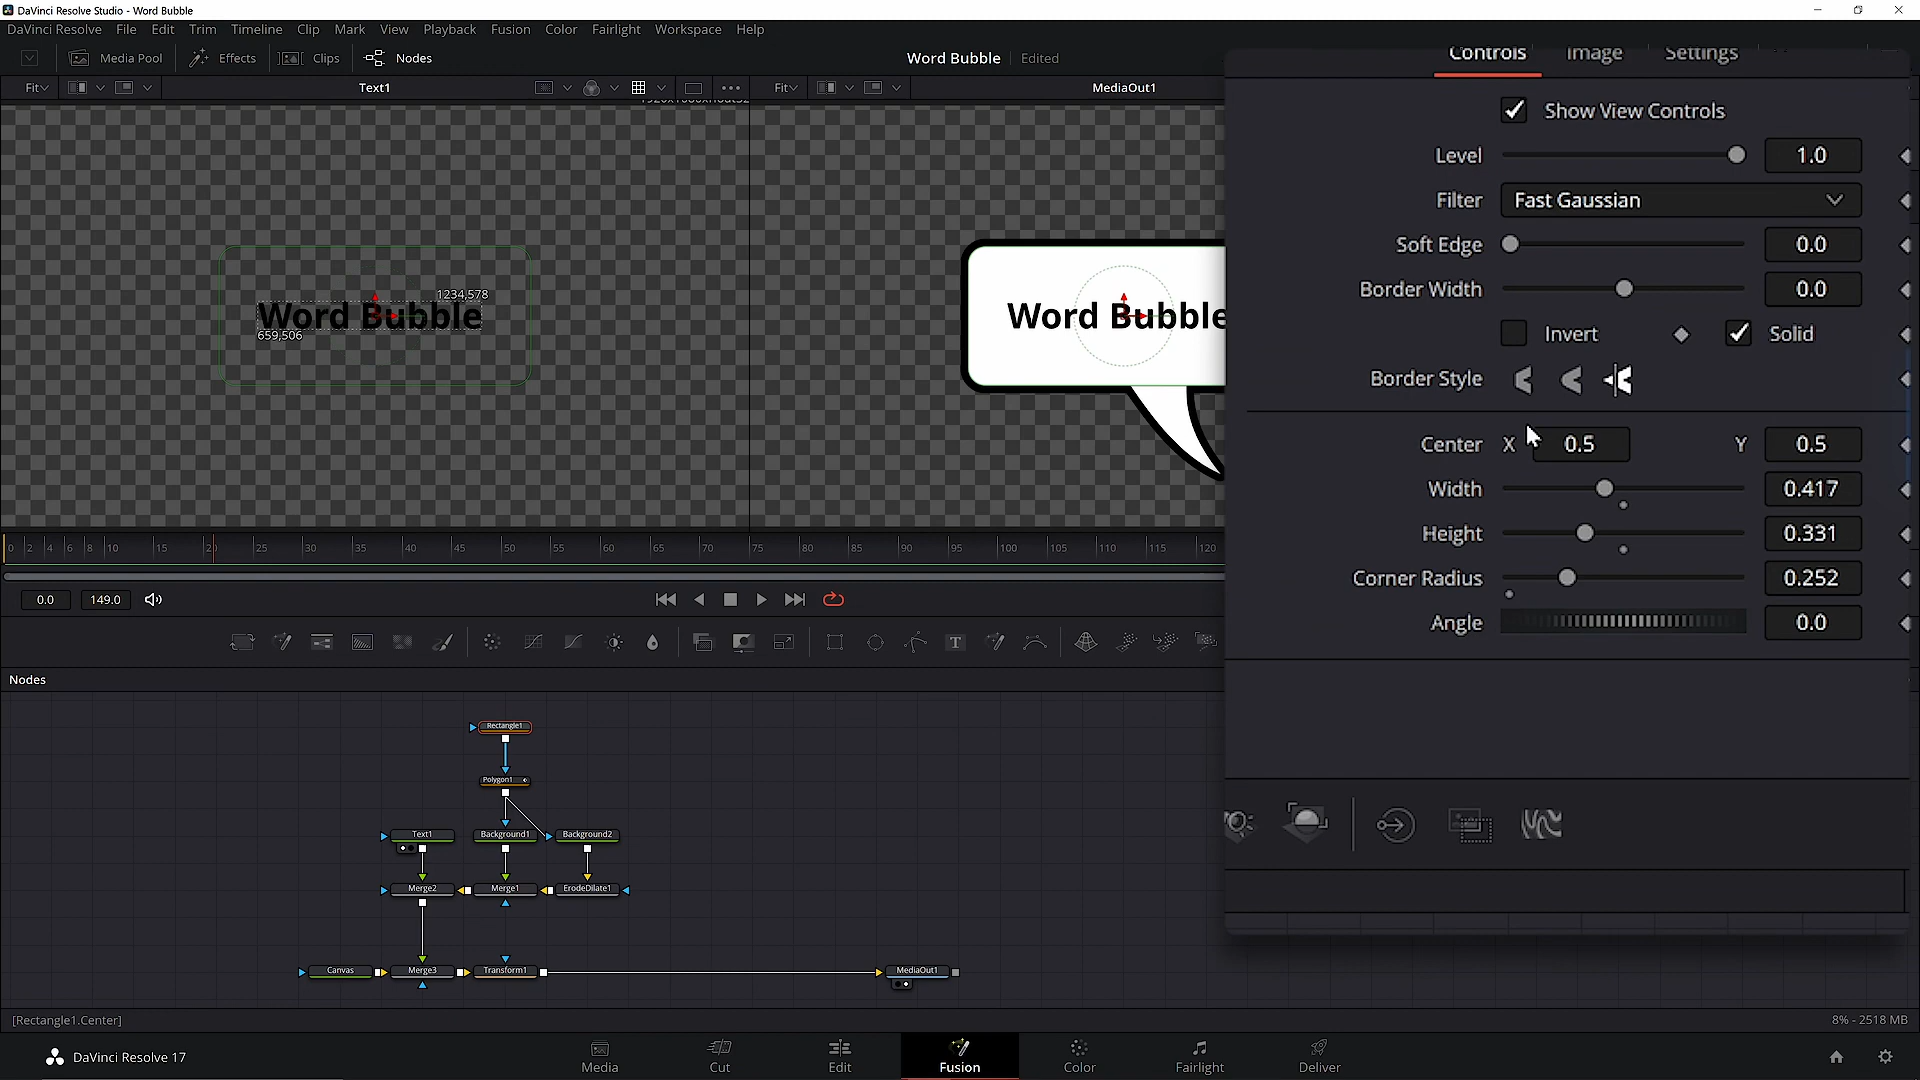 DaVinci Resolve Studio - Word Bubble
DaVinci Resolve File Edit Trim Timeline Clip Mark View Playback Fusion Color Fairlight Workspace Help
Media Pool Effects Clips Nodes Word Bubble Edited
Fit Text1 Fit MediaOut1
Controls Image Settings
Show View Controls
Level 1.0
Filter Fast Gaussian
Soft Edge 0.0
Border Width 0.0
Invert Solid
Border Style
Center X 0.5 Y 0.5
Width 0.417
Height 0.331
Corner Radius 0.252
Angle 0.0
1234,578
Word Bubble
659,506
Word Bubble
0 2 4 6 8 10 15 20 25 30 35 40 45 50 55 60 65 70 75 80 85 90 95 100 105 110 115 120
0.0 149.0
T
Nodes
Rectangle1
Polygon1
Text1 Background1 Background2
Merge2 Merge1 ErodeDilate1
Canvas Merge3 Transform1 MediaOut1
[Rectangle1.Center] 8% - 2518 MB
DaVinci Resolve 17 Media Cut Edit Fusion Color Fairlight Deliver